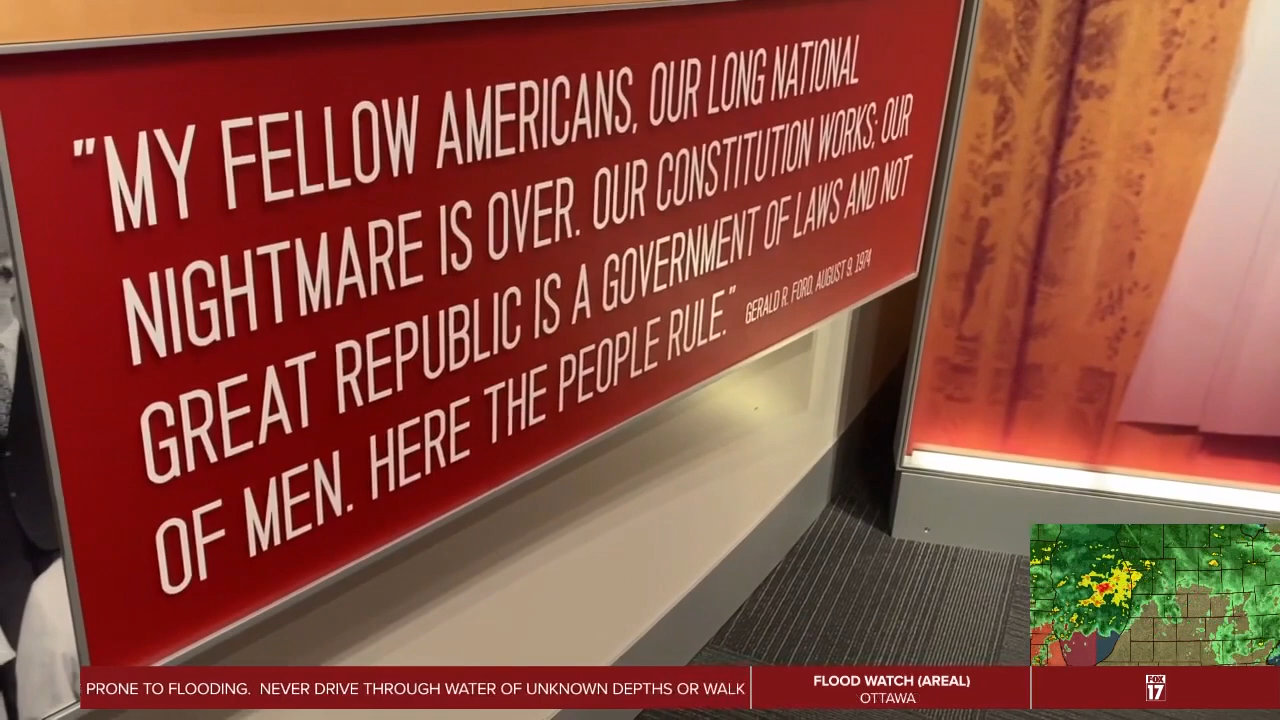 "MY FELLOW AMERICANS, OUR LONG NATIONAL
NIGHTMARE IS OVER. OUR CONSTITUTION WORKS; OUR
GREAT REPUBLIC IS A GOVERNMENT OF LAWS AND NOT
OF MEN. HERE THE PEOPLE RULE."
GERALD R. FORD, AUGUST 9, 1974
PRONE TO FLOODING. NEVER DRIVE THROUGH WATER OF UNKNOWN DEPTHS OR WALK
FLOOD WATCH (AREAL)
OTTAWA
FOX
17